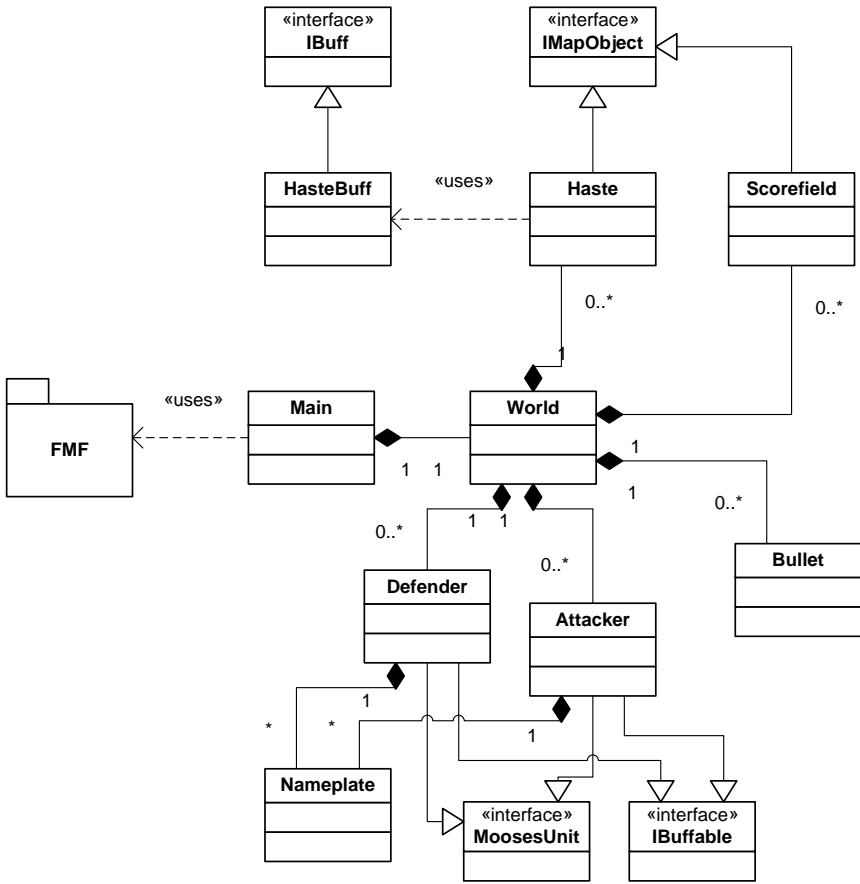 «interface»
IBuff
«interface»
IMapObject
HasteBuff
«uses»
Haste
Scorefield
0..*
0..*
1
«uses»
Main
World
FMF
1
1
1
1
1
1
0..*
0..*
0..*
Defender
Bullet
Attacker
1
*
*
1
Nameplate
«interface»
MoosesUnit
«interface»
IBuffable